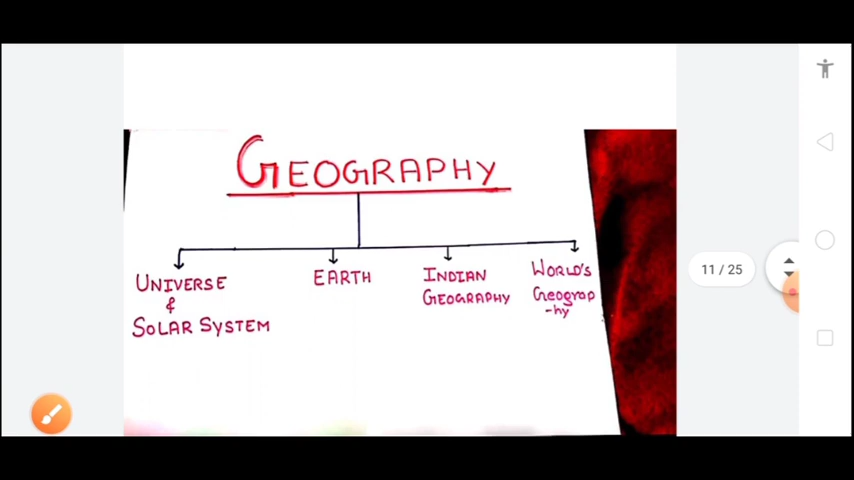 GEOGRAPHY
UNIVERSE
&
SOLAR SYSTEM
EARTH
INDIAN
GEOGRAPHY
WORLD'S
Geograp
-hy
11 / 25